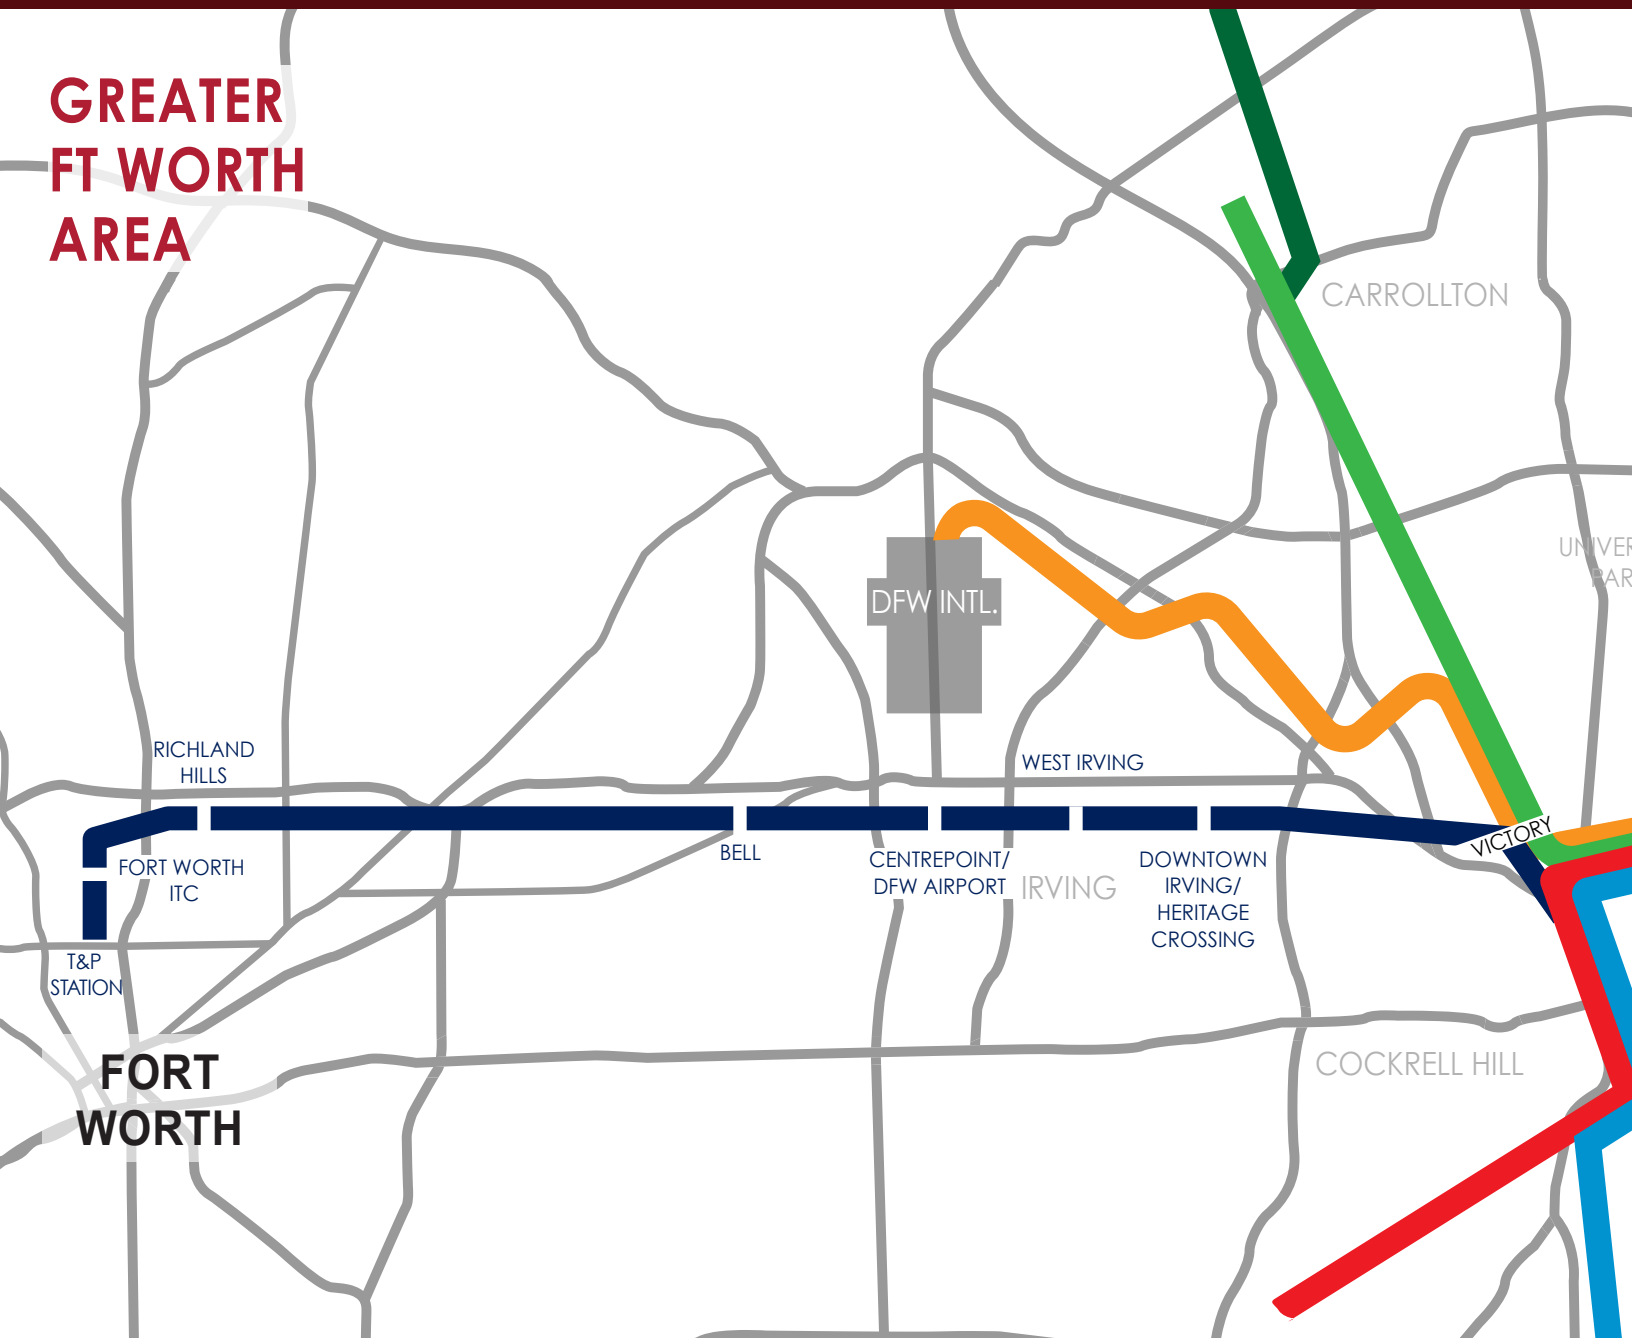 GREATER
FT WORTH
AREA
CARROLLTON
DFW INTL.
RICHLAND
HILLS
WEST IRVING
VICTORY
FORT WORTH
ITC
BELL
CENTREPOINT/
DFW AIRPORT
IRVING
DOWNTOWN
IRVING/
HERITAGE
CROSSING
T&P
STATION
FORT
WORTH
COCKRELL HILL